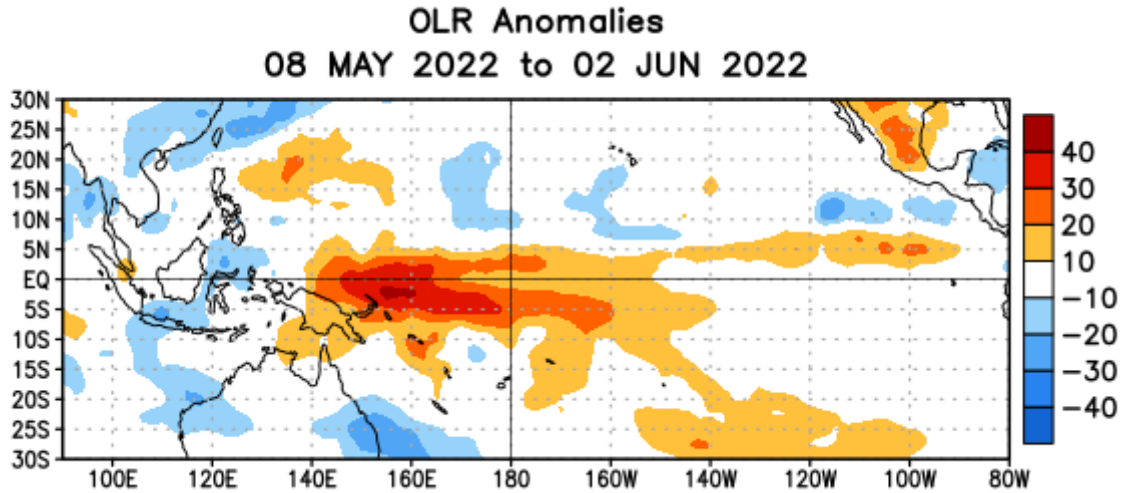 OLR Anomalies
08 MAY 2022 to 02 JUN 2022
30N
25N
20N
15N
10N
5N
EQ
5S
10S
15S
20S
25S
30S
100E 120E 140E 160E 180 160W 140W 120W 100W 80W
40
30
20
10
−10
−20
−30
−40